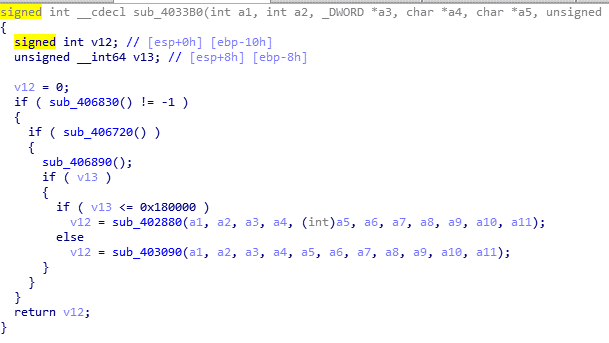 signed int __cdecl sub_4033B0(int a1, int a2, _DWORD *a3, char *a4, char *a5, unsigned
{
signed int v12; // [esp+0h] [ebp-10h]
unsigned __int64 v13; // [esp+8h] [ebp-8h]
v12 = 0;
if ( sub_406830() != -1 )
{
if ( sub_406720() )
{
sub_406890();
if ( v13 )
{
if ( v13 <= 0x180000 )
v12 = sub_402880(a1, a2, a3, a4, (int)a5, a6, a7, a8, a9, a10, a11);
else
v12 = sub_403090(a1, a2, a3, a4, a5, a6, a7, a8, a9, a10, a11);
}
}
}
return v12;
}